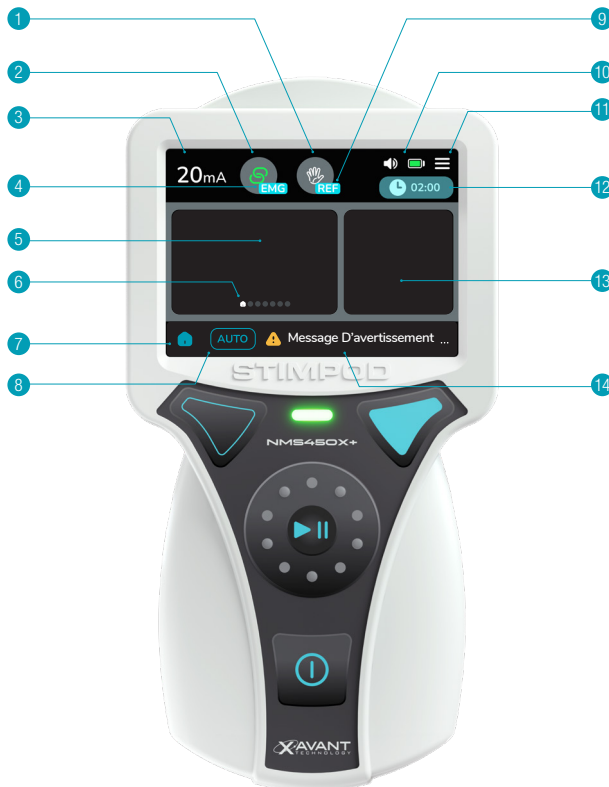 1
9
2
10
3
11
20mA
EMG
REF
02:00
4
12
5
6
13
7
AUTO
Message D'avertissement ...
8
14
STIMPOD
NMS450X+
XAVANT
TECHNOLOGY